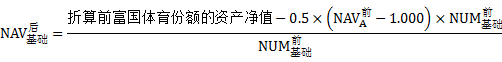 NAV后基础 = 折算前富国体育份额的资产净值 − 0.5 × (NAV前A − 1.000) × NUM前基础
NUM前基础